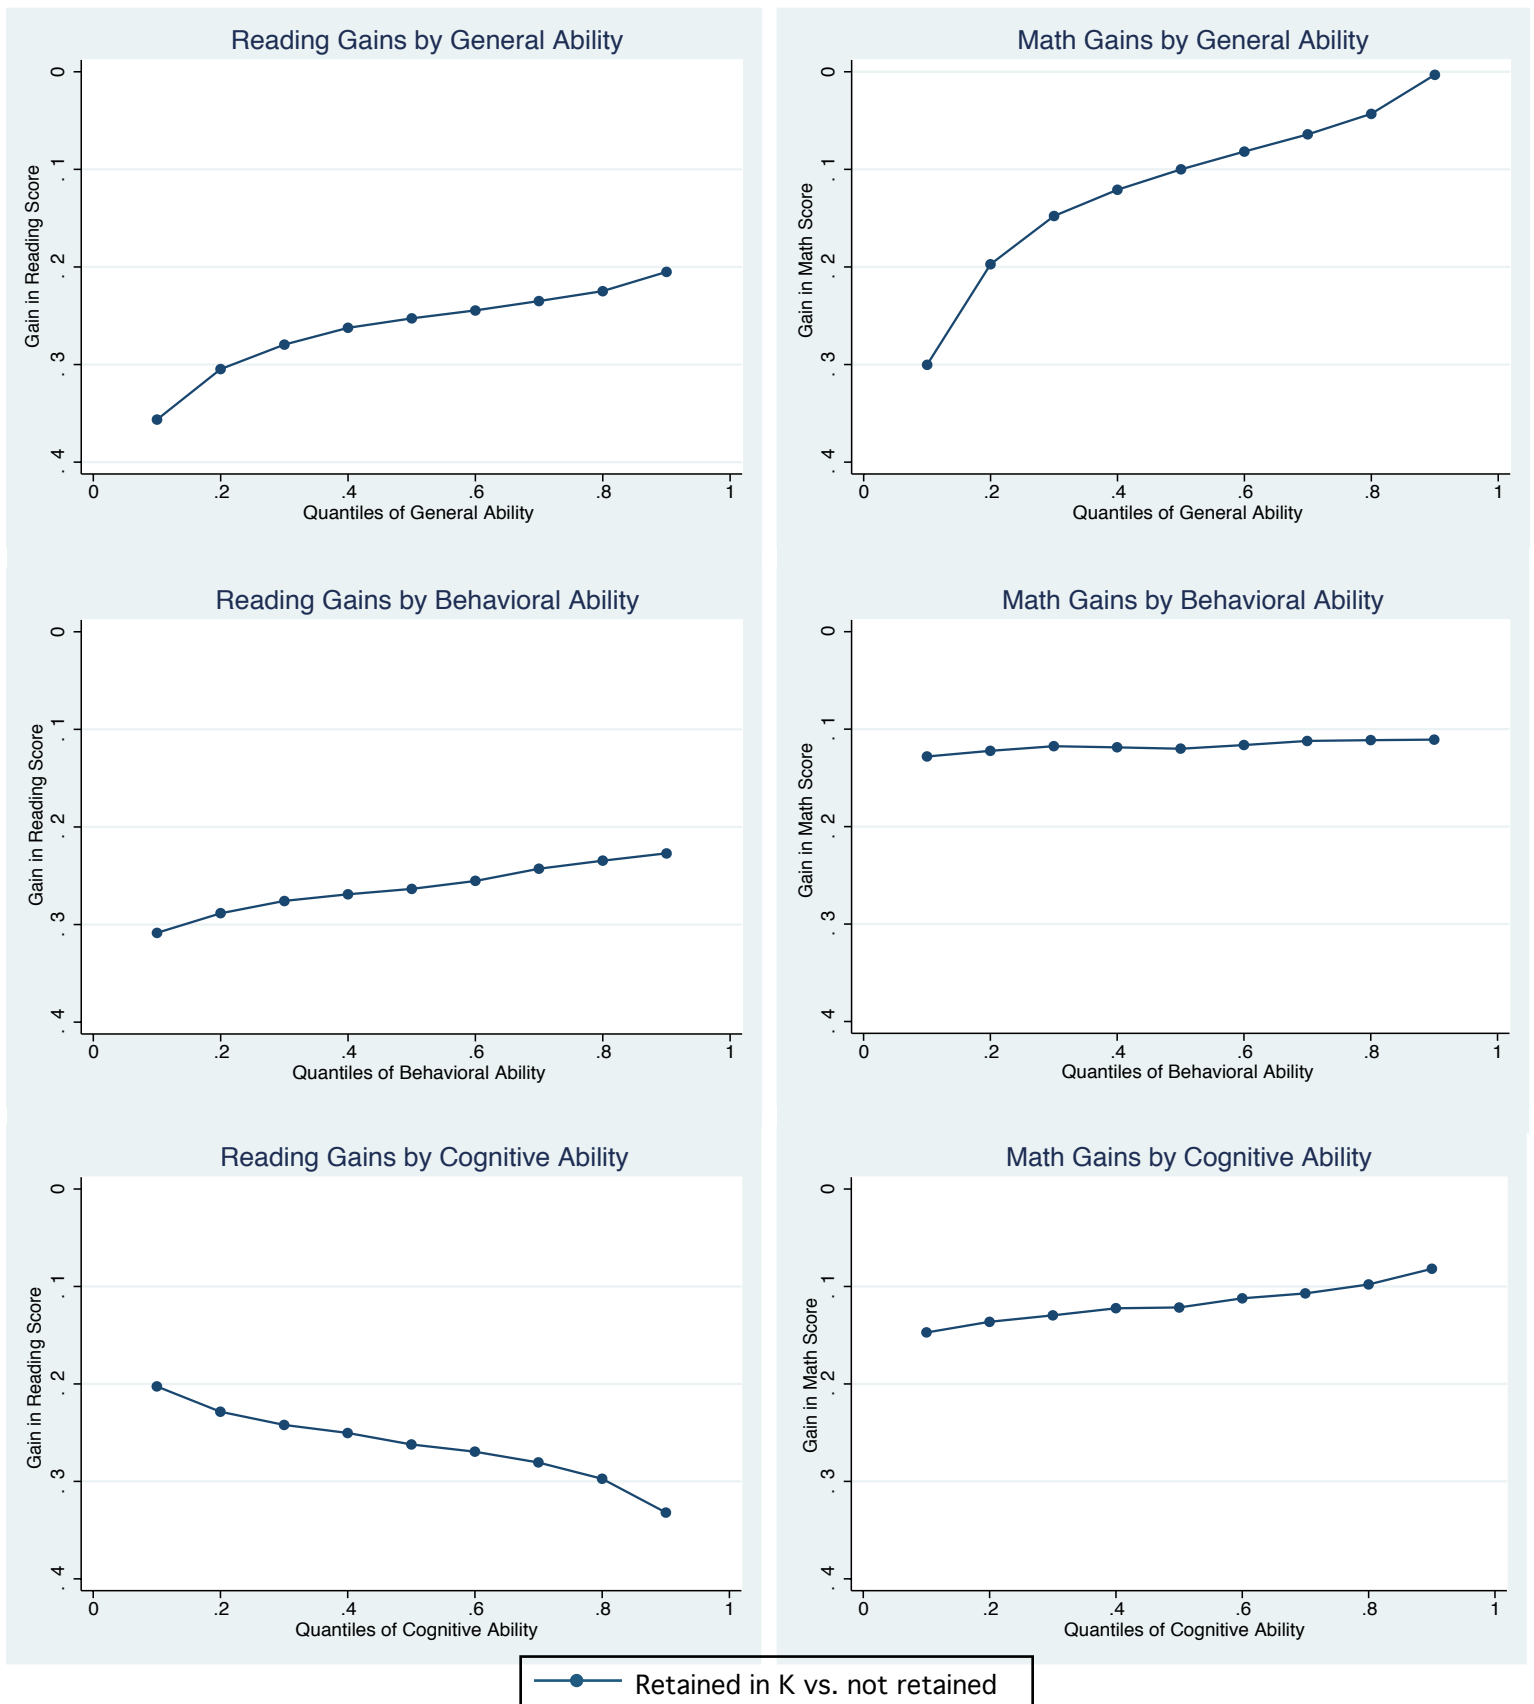 Reading Gains by General Ability
Gain in Reading Score
0
.1
.2
.3
.4
0 .2 .4 .6 .8 1
Quantiles of General Ability
Math Gains by General Ability
Gain in Math Score
0
.1
.2
.3
.4
0 .2 .4 .6 .8 1
Quantiles of General Ability
Reading Gains by Behavioral Ability
Gain in Reading Score
0
.1
.2
.3
.4
0 .2 .4 .6 .8 1
Quantiles of Behavioral Ability
Math Gains by Behavioral Ability
Gain in Math Score
0
.1
.2
.3
.4
0 .2 .4 .6 .8 1
Quantiles of Behavioral Ability
Reading Gains by Cognitive Ability
Gain in Reading Score
0
.1
.2
.3
.4
0 .2 .4 .6 .8 1
Quantiles of Cognitive Ability
Math Gains by Cognitive Ability
Gain in Math Score
0
.1
.2
.3
.4
0 .2 .4 .6 .8 1
Quantiles of Cognitive Ability
Retained in K vs. not retained